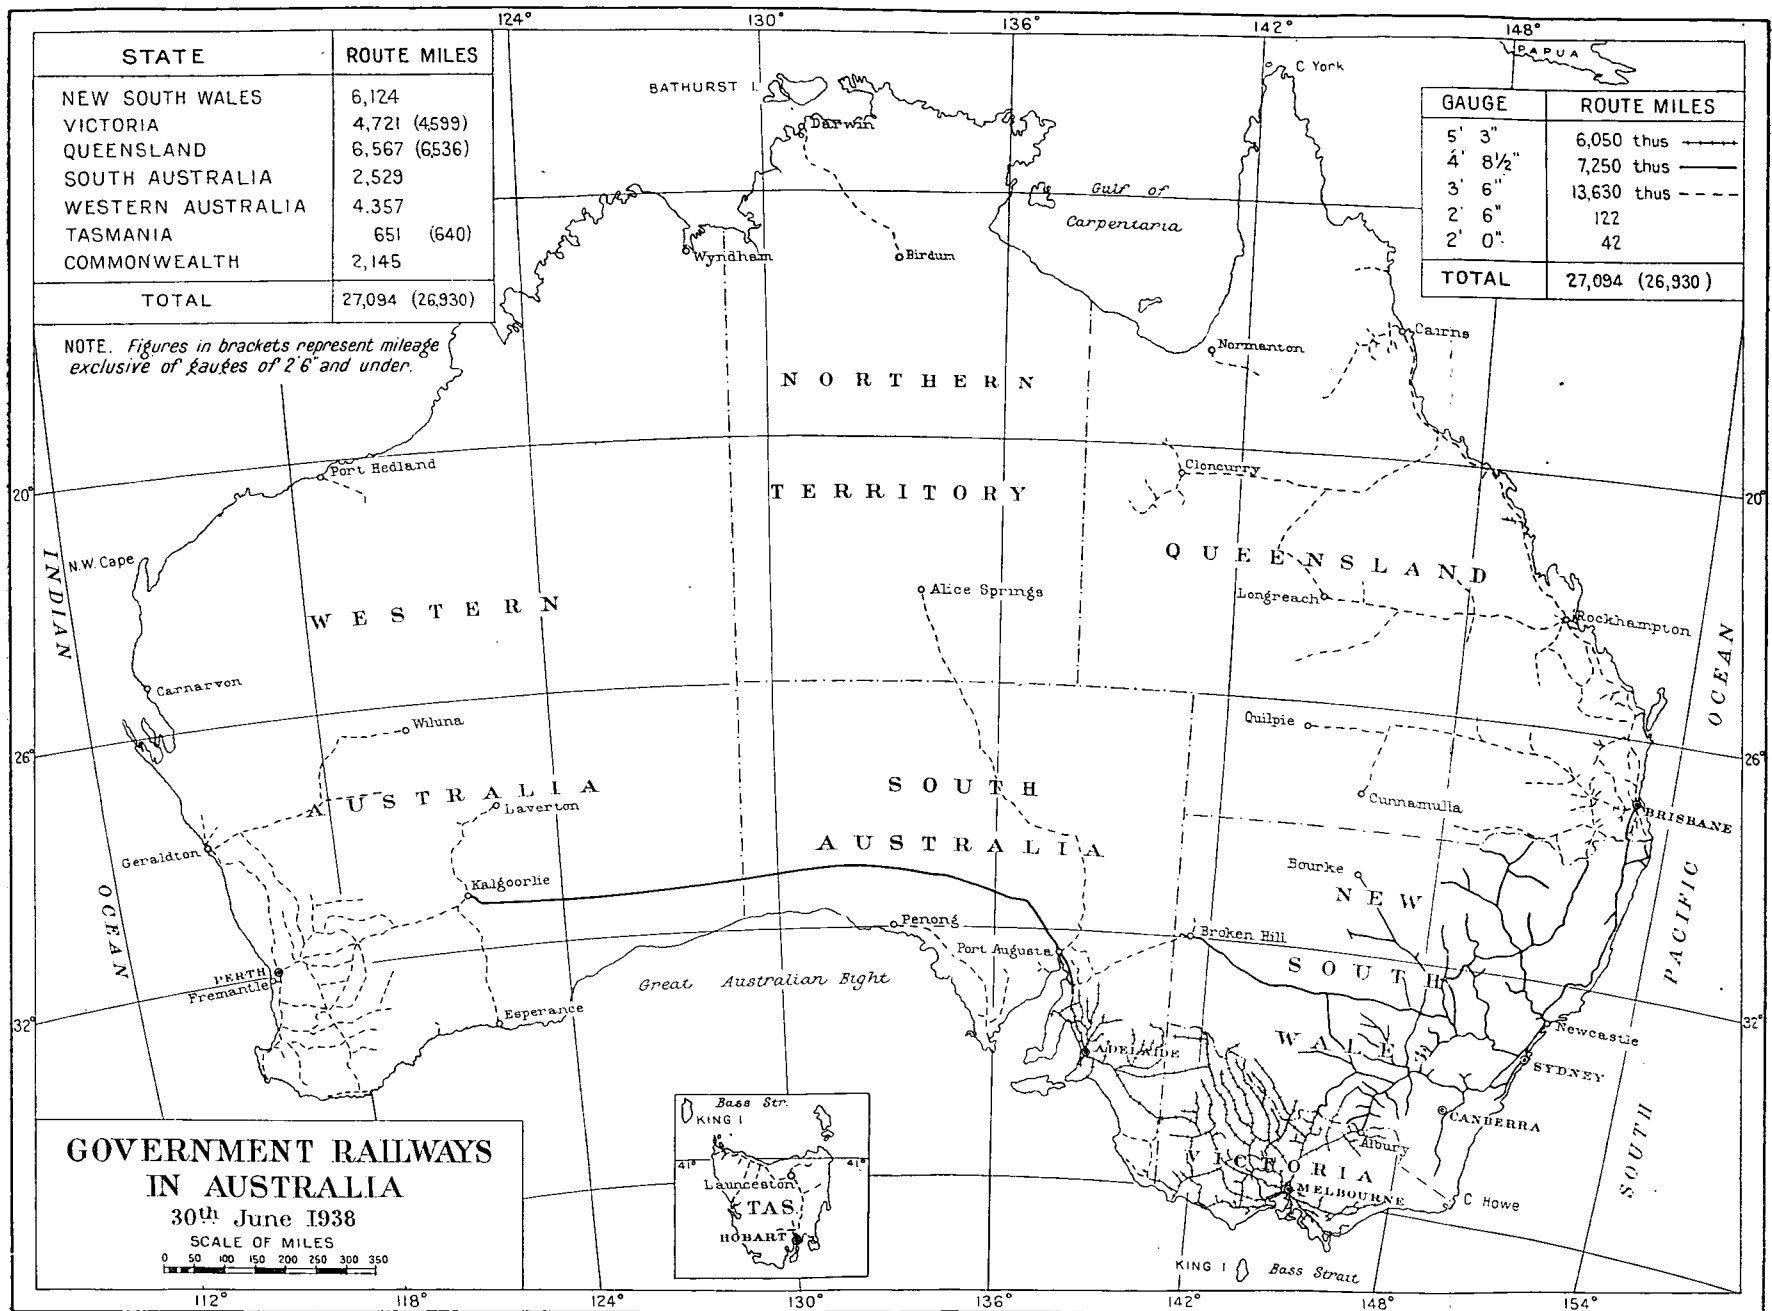 124° 130° 136° 142° 148°
STATE ROUTE MILES
NEW SOUTH WALES 6,124
VICTORIA 4,721 (4,599)
QUEENSLAND 6,567 (6,536)
SOUTH AUSTRALIA 2,529
WESTERN AUSTRALIA 4.357
TASMANIA 651 (640)
COMMONWEALTH 2,145
TOTAL 27,094 (26,930)
NOTE. Figures in brackets represent mileage
exclusive of gauges of 2'6" and under.
GAUGE ROUTE MILES
5' 3" 6,050 thus
4' 8½" 7,250 thus
3' 6" 13,630 thus
2' 6" 122
2' 0" 42
TOTAL 27,094 (26,930)
PAPUA
C York
BATHURST I.
Darwin
Gulf of
Carpentaria
Wyndham
Birdum
Cairns
Normanton
NORTHERN
Port Hedland
Cloncurry
20° 20°
TERRITORY
QUEENSLAND
N.W. Cape
INDIAN
Alice Springs
Longreach
WESTERN
Rockhampton
OCEAN
Carnarvon
Wiluna
Quilpie
26° 26°
SOUTH
AUSTRALIA
Laverton
Cunnamulla
BRISBANE
AUSTRALIA
Geraldton
Bourke
Kalgoorlie
NEW
PACIFIC
OCEAN
Penong
Broken Hill
Port Augusta
SOUTH
PERTH
Fremantle
Great Australian Bight
Esperance
32° 32°
Newcastle
WALES
ADELAIDE
SYDNEY
CANBERRA
SOUTH
Albury
VICTORIA
MELBOURNE
C Howe
KING I
Bass Strait
Bass Str.
KING I
41° 41°
Launceston
TAS.
HOBART
GOVERNMENT RAILWAYS
IN AUSTRALIA
30th June 1938
SCALE OF MILES
0 50 100 150 200 250 300 350
112° 118° 124° 130° 136° 142° 148° 154°